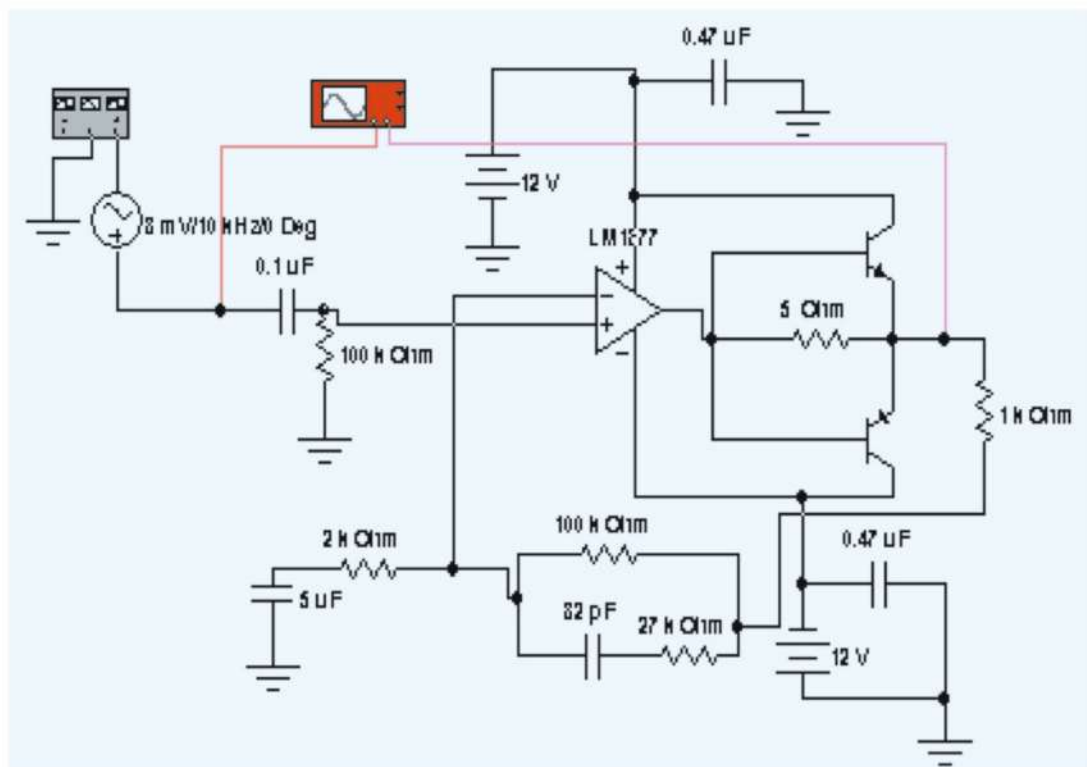 0.47 uF
12 V
8 mV/10 kHz/0 Deg
LM1877
0.1 uF
5 Ohm
100 k Ohm
1 k Ohm
100 k Ohm
2 k Ohm
0.47 uF
5 uF
82 pF
27 k Ohm
12 V